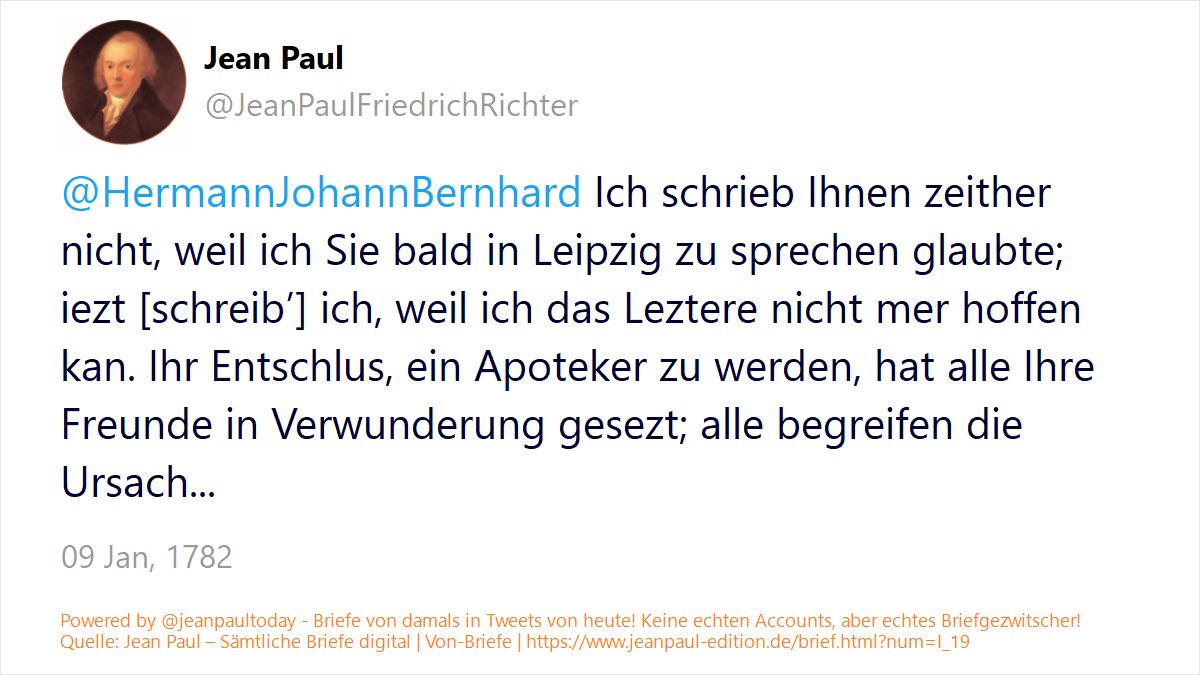 Jean Paul
@JeanPaulFriedrichRichter
@HermannJohannBernhard Ich schrieb Ihnen zeither
nicht, weil ich Sie bald in Leipzig zu sprechen glaubte;
iezt [schreib’] ich, weil ich das Leztere nicht mer hoffen
kan. Ihr Entschlus, ein Apoteker zu werden, hat alle Ihre
Freunde in Verwunderung gesezt; alle begreifen die
Ursach...
09 Jan, 1782
Powered by @jeanpaultoday - Briefe von damals in Tweets von heute! Keine echten Accounts, aber echtes Briefgezwitscher!
Quelle: Jean Paul – Sämtliche Briefe digital | Von-Briefe | https://www.jeanpaul-edition.de/brief.html?num=I_19